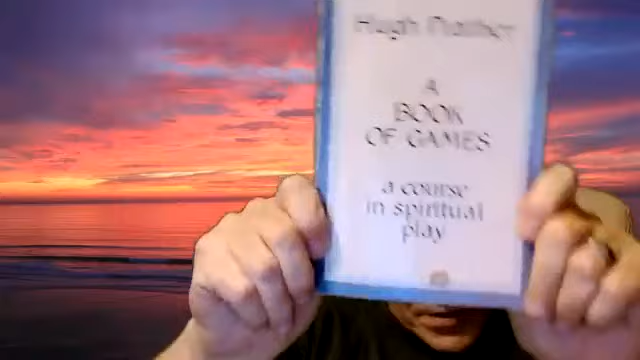 Hugh Prather
A
BOOK
OF GAMES
a course
in spiritual
play